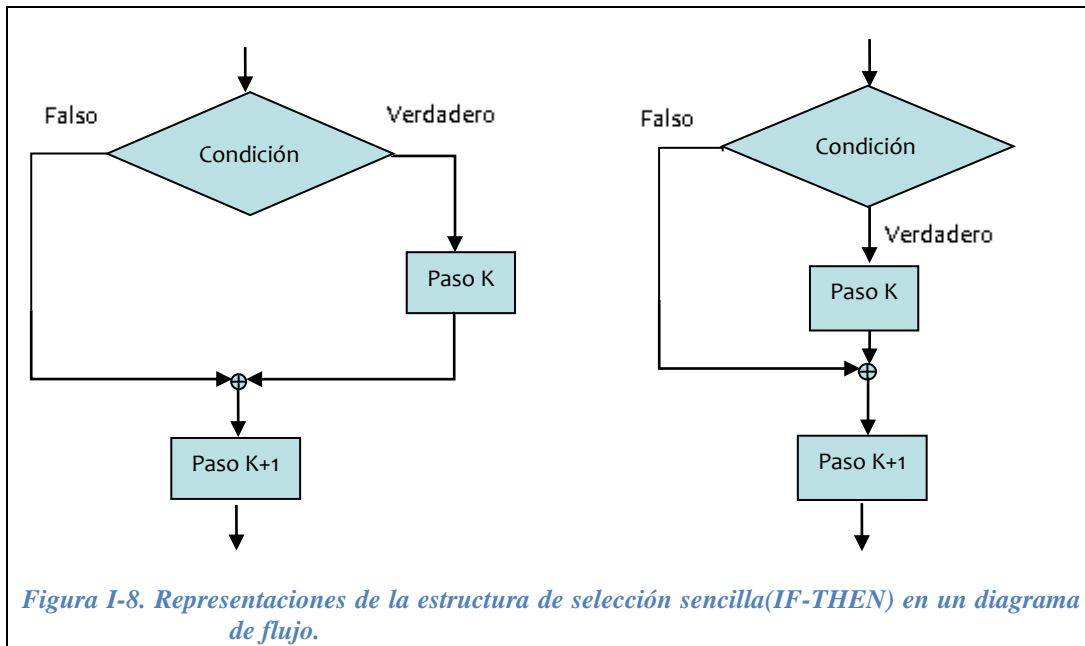 Falso
Verdadero
Condición
Paso K
Paso K+1
Falso
Condición
Verdadero
Paso K
Paso K+1
Figura I-8. Representaciones de la estructura de selección sencilla(IF-THEN) en un diagrama
de flujo.